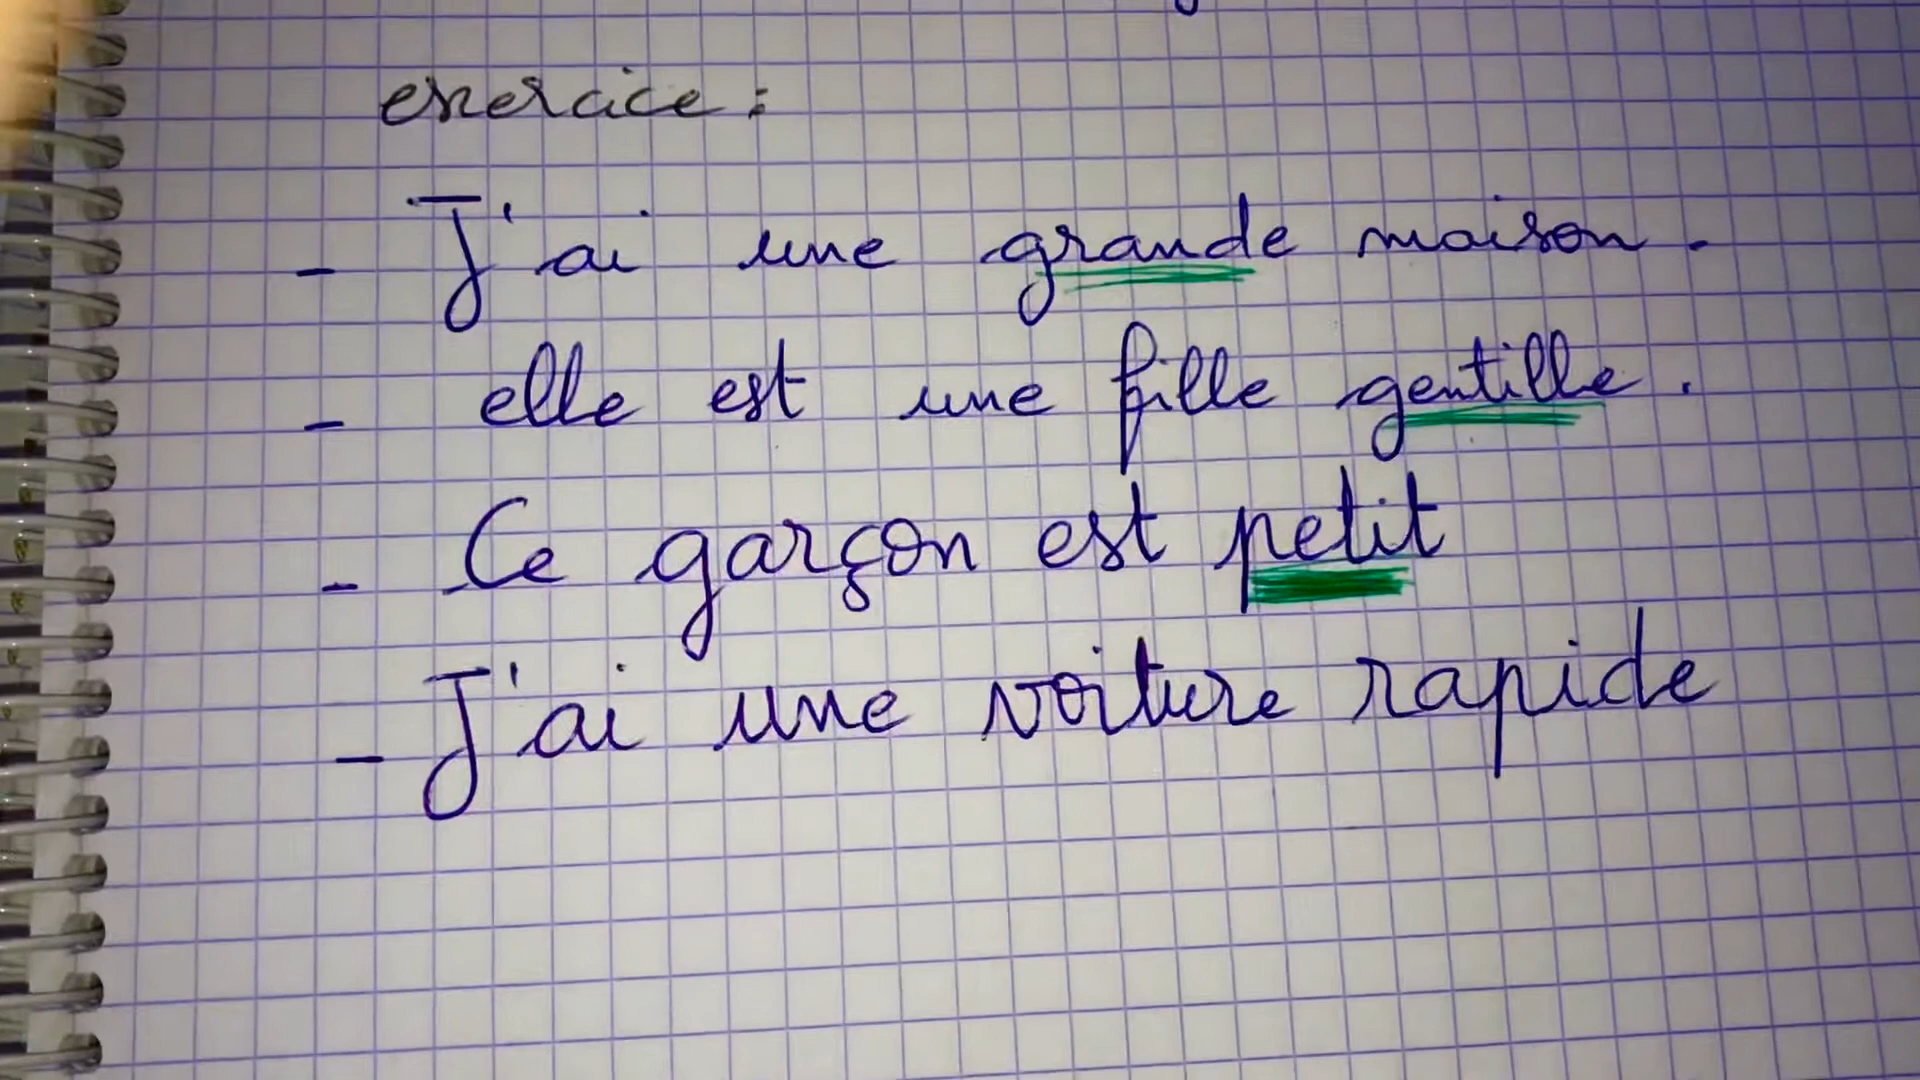 exercice :
- J'ai une grande maison.
- elle est une fille gentille.
- Ce garçon est petit
- J'ai une voiture rapide